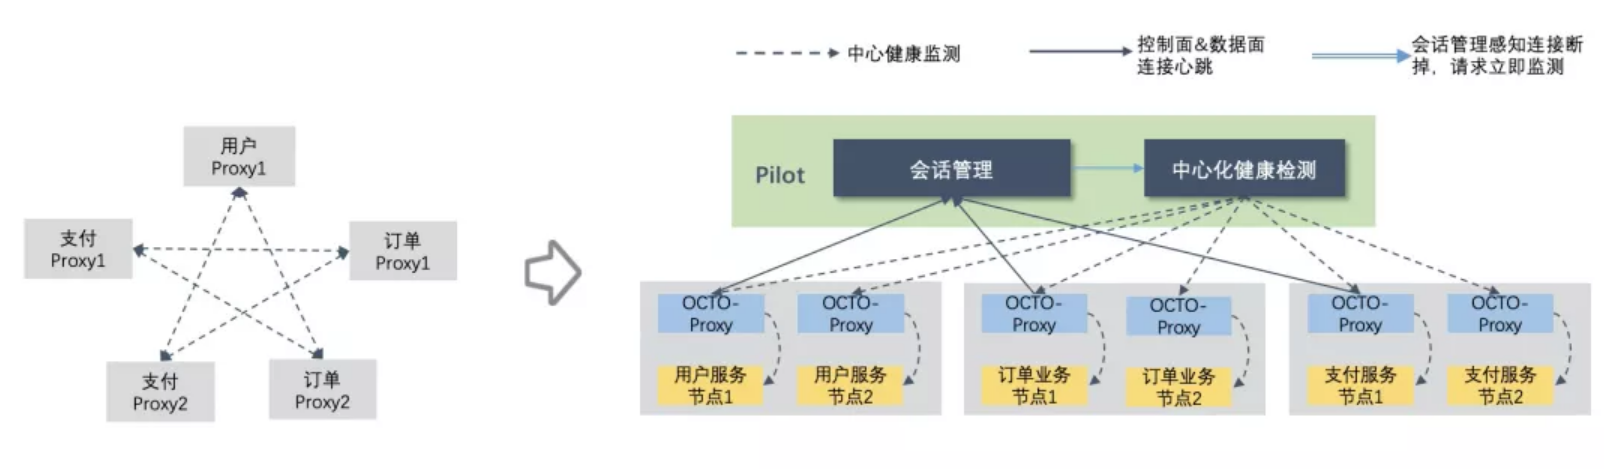 中心健康监测
控制面&数据面
连接心跳
会话管理感知连接断
掉，请求立即监测
用户
Proxy1
支付
Proxy1
订单
Proxy1
支付
Proxy2
订单
Proxy2
Pilot
会话管理
中心化健康检测
OCTO-
Proxy
OCTO-
Proxy
OCTO-
Proxy
OCTO-
Proxy
OCTO-
Proxy
OCTO-
Proxy
用户服务
节点1
用户服务
节点2
订单业务
节点1
订单业务
节点2
支付服务
节点1
支付服务
节点2